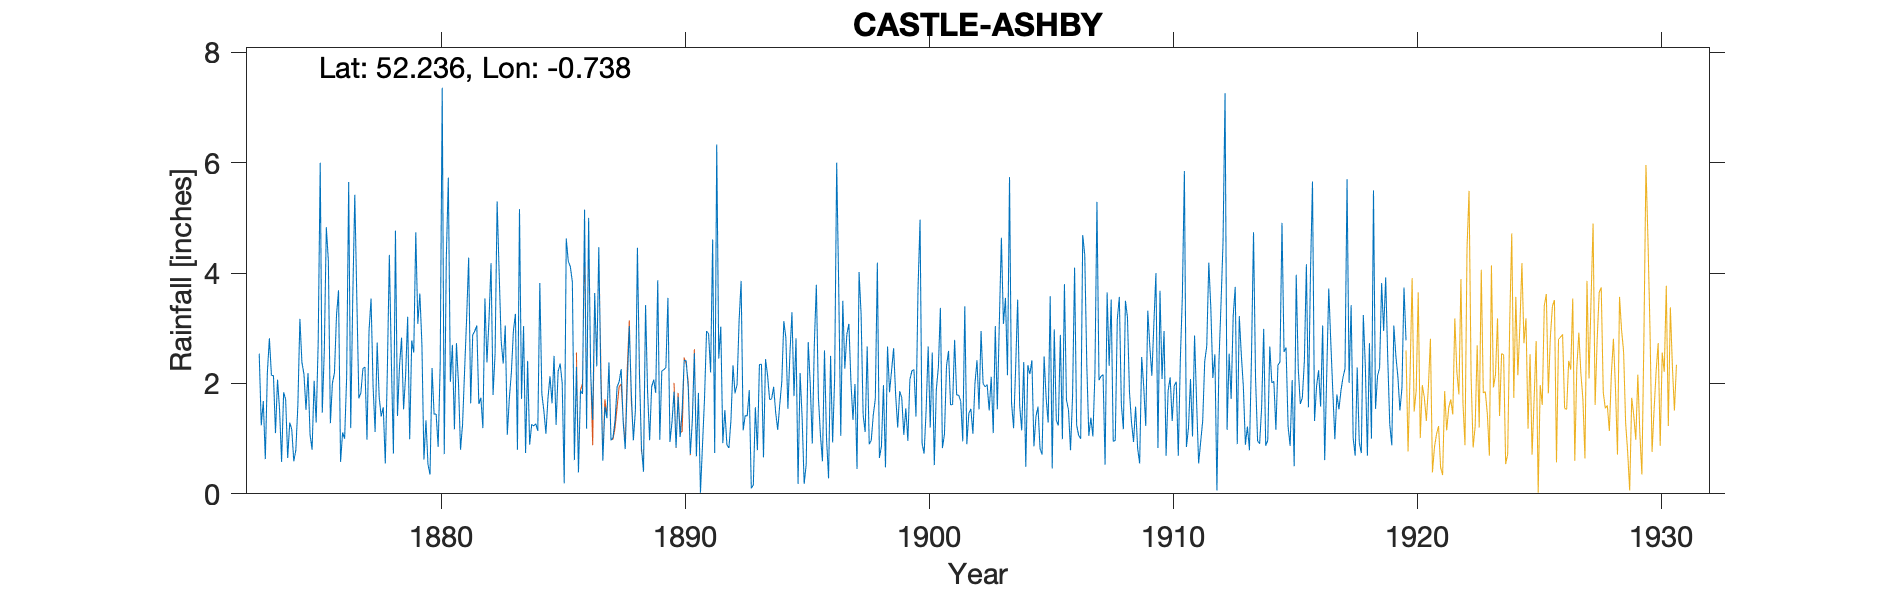 CASTLE-ASHBY
Lat: 52.236, Lon: -0.738
Rainfall [inches]
8
6
4
2
0
1880 1890 1900 1910 1920 1930
Year